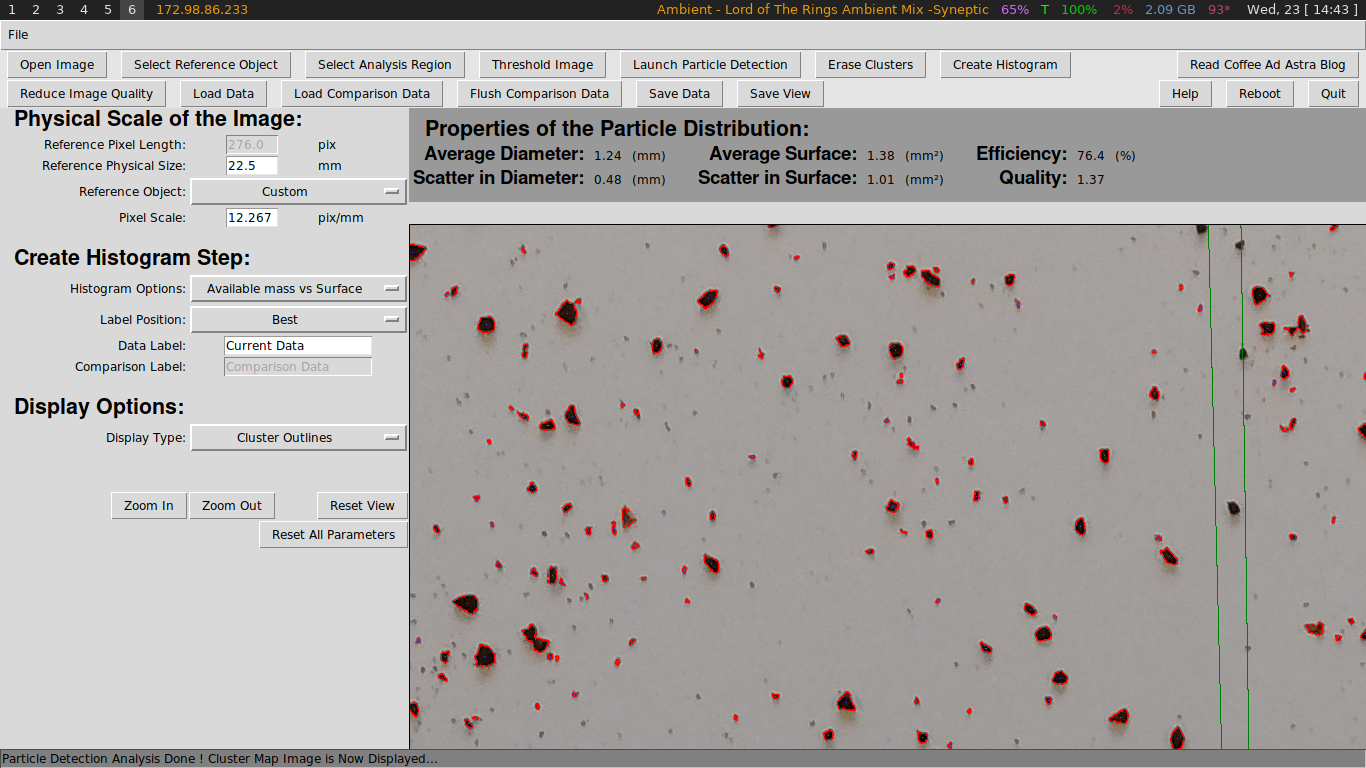 1 2 3 4 5 6 172.98.86.233 Ambient - Lord of The Rings Ambient Mix -Syneptic 65% T 100% 2% 2.09 GB 93* Wed, 23 [ 14:43 ]
File
Open Image Select Reference Object Select Analysis Region Threshold Image Launch Particle Detection Erase Clusters Create Histogram Read Coffee Ad Astra Blog
Reduce Image Quality Load Data Load Comparison Data Flush Comparison Data Save Data Save View Help Reboot Quit
Physical Scale of the Image:
Reference Pixel Length: 276.0 pix
Reference Physical Size: 22.5 mm
Reference Object: Custom
Pixel Scale: 12.267 pix/mm
Create Histogram Step:
Histogram Options: Available mass vs Surface
Label Position: Best
Data Label: Current Data
Comparison Label: Comparison Data
Display Options:
Display Type: Cluster Outlines
Zoom In Zoom Out Reset View
Reset All Parameters
Properties of the Particle Distribution:
Average Diameter: 1.24 (mm) Average Surface: 1.38 (mm²) Efficiency: 76.4 (%)
Scatter in Diameter: 0.48 (mm) Scatter in Surface: 1.01 (mm²) Quality: 1.37
Particle Detection Analysis Done ! Cluster Map Image is Now Displayed...